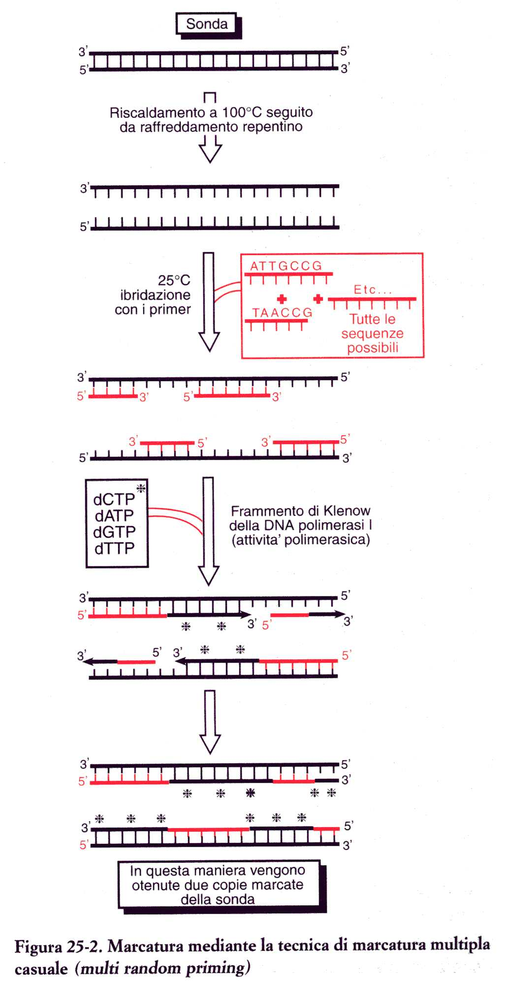 Sonda
3' 5'
5' 3'
Riscaldamento a 100°C seguito
da raffreddamento repentino
3'
5'
25°C
ibridazione
con i primer
ATTGCCG
Etc...
TAACCG
Tutte le
sequenze
possibili
3' 5'
5' 3' 5' 3'
3' 5' 3' 5'
5' 3'
dCTP*
dATP
dGTP
dTTP
Frammento di Klenow
della DNA polimerasi I
(attivita' polimerasica)
3' 5'
5' 3' 5' 3'
3' 5' 3' 5'
3' 5'
5' 3'
3' 5'
5' 3'
In questa maniera vengono
otenute due copie marcate
della sonda
Figura 25-2. Marcatura mediante la tecnica di marcatura multipla
casuale (multi random priming)